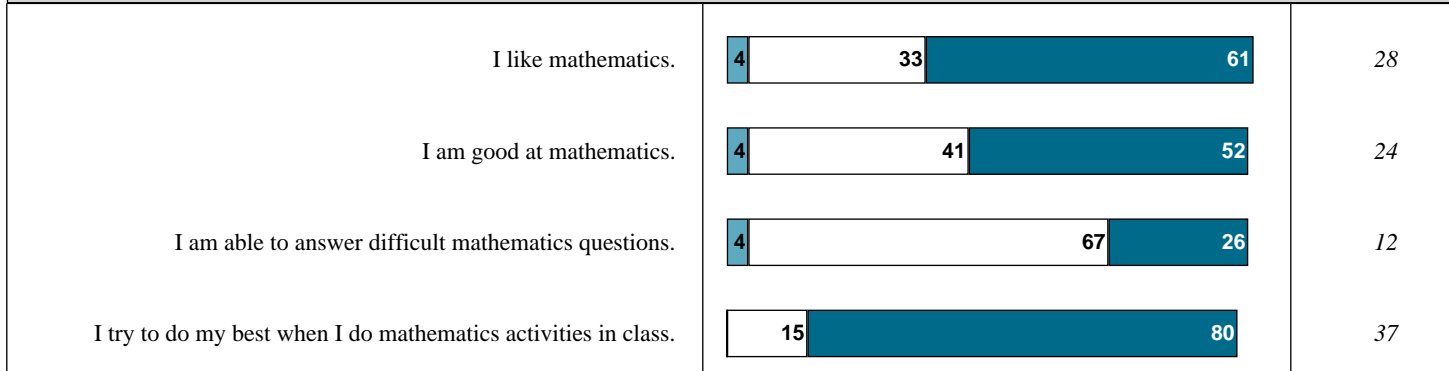 I like mathematics. 4 33 61 28
I am good at mathematics. 4 41 52 24
I am able to answer difficult mathematics questions. 4 67 26 12
I try to do my best when I do mathematics activities in class. 15 80 37